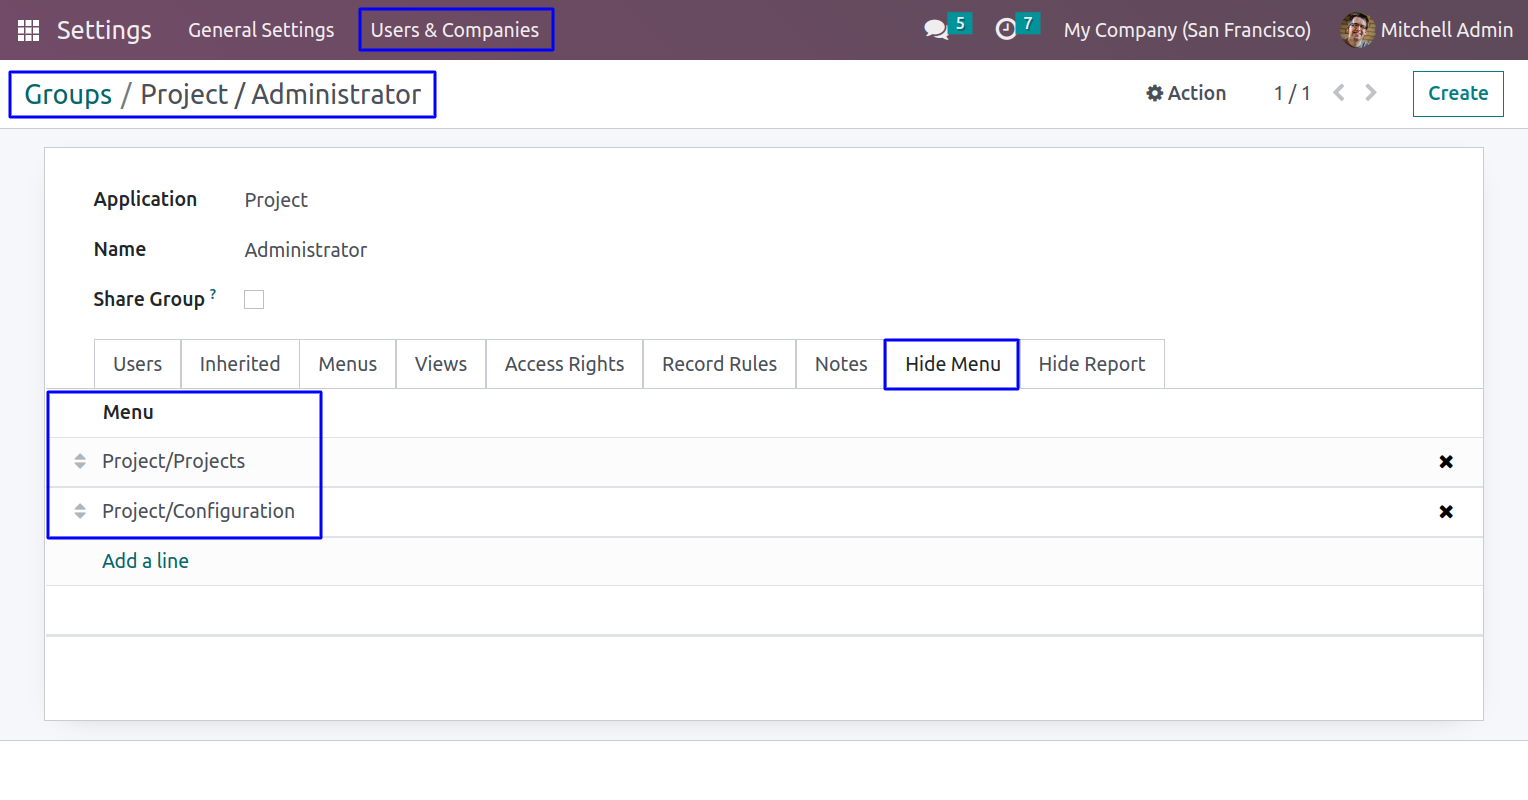 Settings General Settings Users & Companies 5 7 My Company (San Francisco) Mitchell Admin
Groups / Project / Administrator Action 1 / 1 Create
Application Project
Name Administrator
Share Group ?
Users Inherited Menus Views Access Rights Record Rules Notes Hide Menu Hide Report
Menu
Project/Projects
Project/Configuration
Add a line